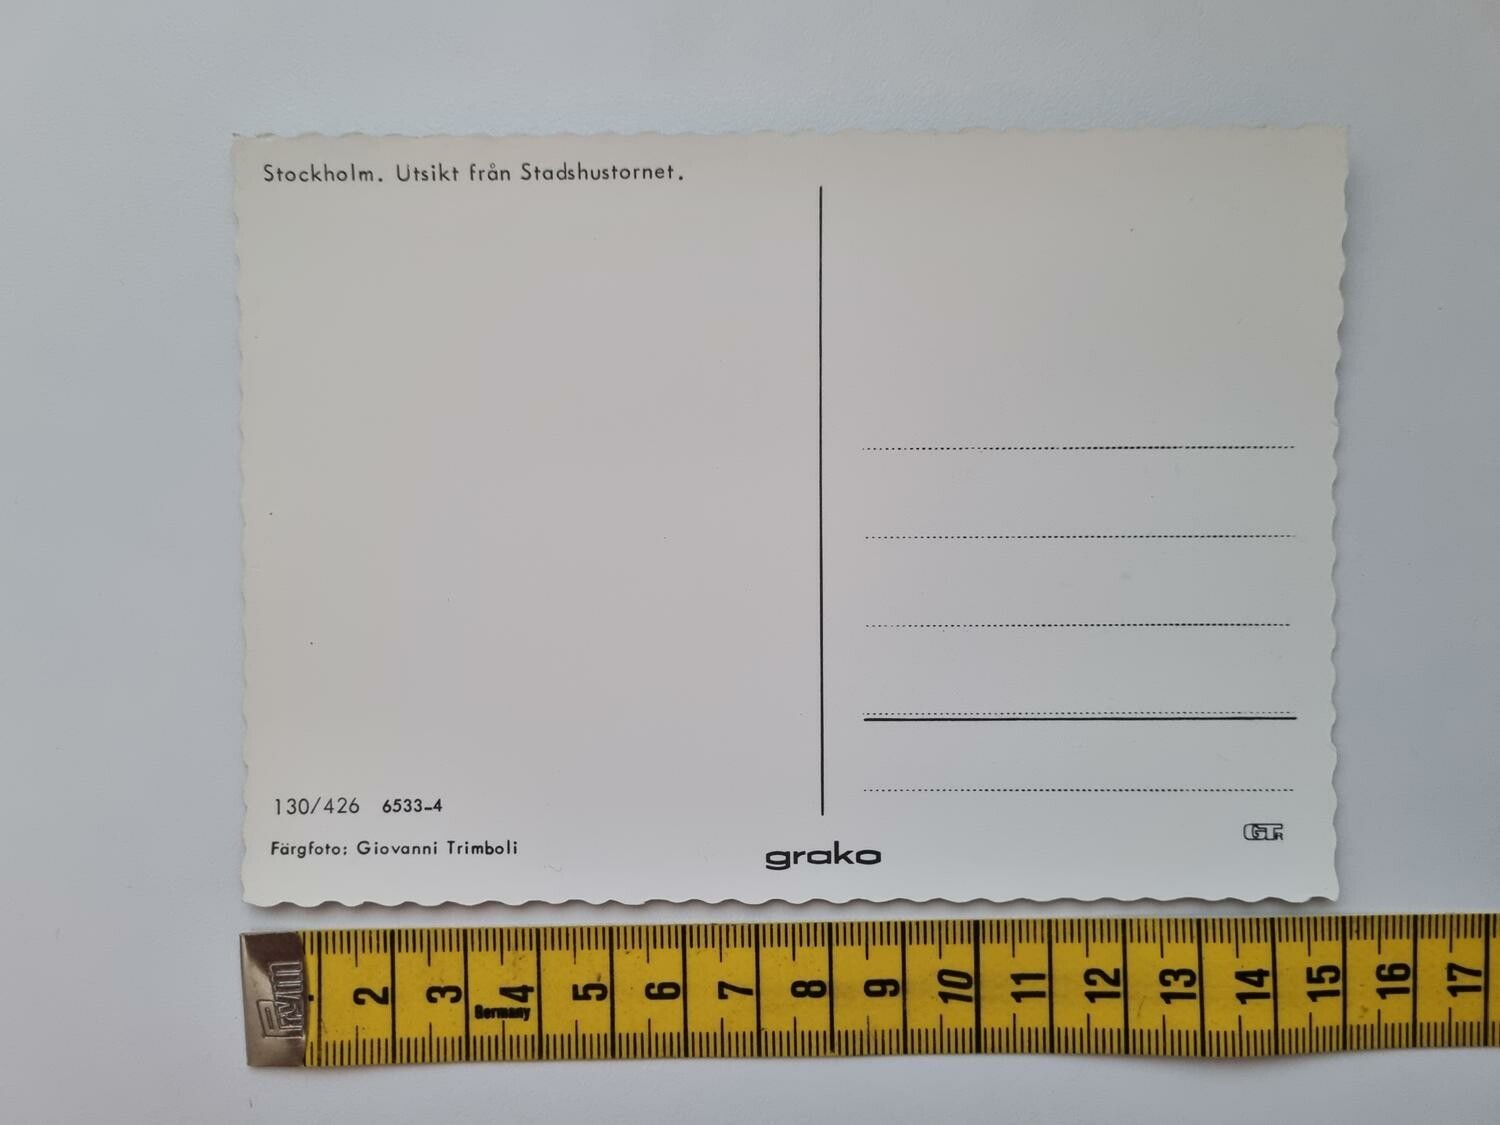 Stockholm. Utsikt från Stadshustornet.
130/426 6533-4
Färgfoto: Giovanni Trimboli
grako
GTR
Prym
2 3 4 5 6 7 8 9 10 11 12 13 14 15 16 17
Germany